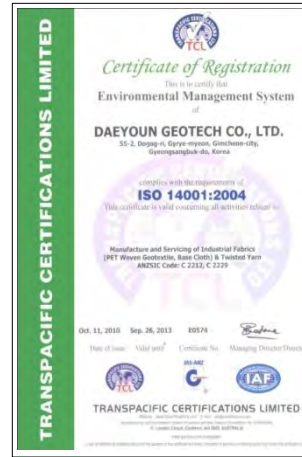 TRANSPACIFIC CERTIFICATIONS LIMITED
TCL
Certificate of Registration
This is to certify that
Environmental Management System
of
DAEYOUN GEOTECH CO., LTD.
55-2, Dogog-ri, Gyrye-myeon, Gimcheon-city,
Gyeongsangbuk-do, Korea
complies with the requirements of
ISO 14001:2004
This certificate is valid concerning all activities related to
Manufacture and Servicing of Industrial Fabrics
(PET Woven Geotextile, Base Cloth) & Twisted Yarn
ANZSIC Code: C 2212, C 2229
Oct. 11, 2010 Sep. 26, 2013 E0574
Date of issue Valid until Certificate No. Managing Director/Director
TCL
JAS-ANZ
IAF
TRANSPACIFIC CERTIFICATIONS LIMITED